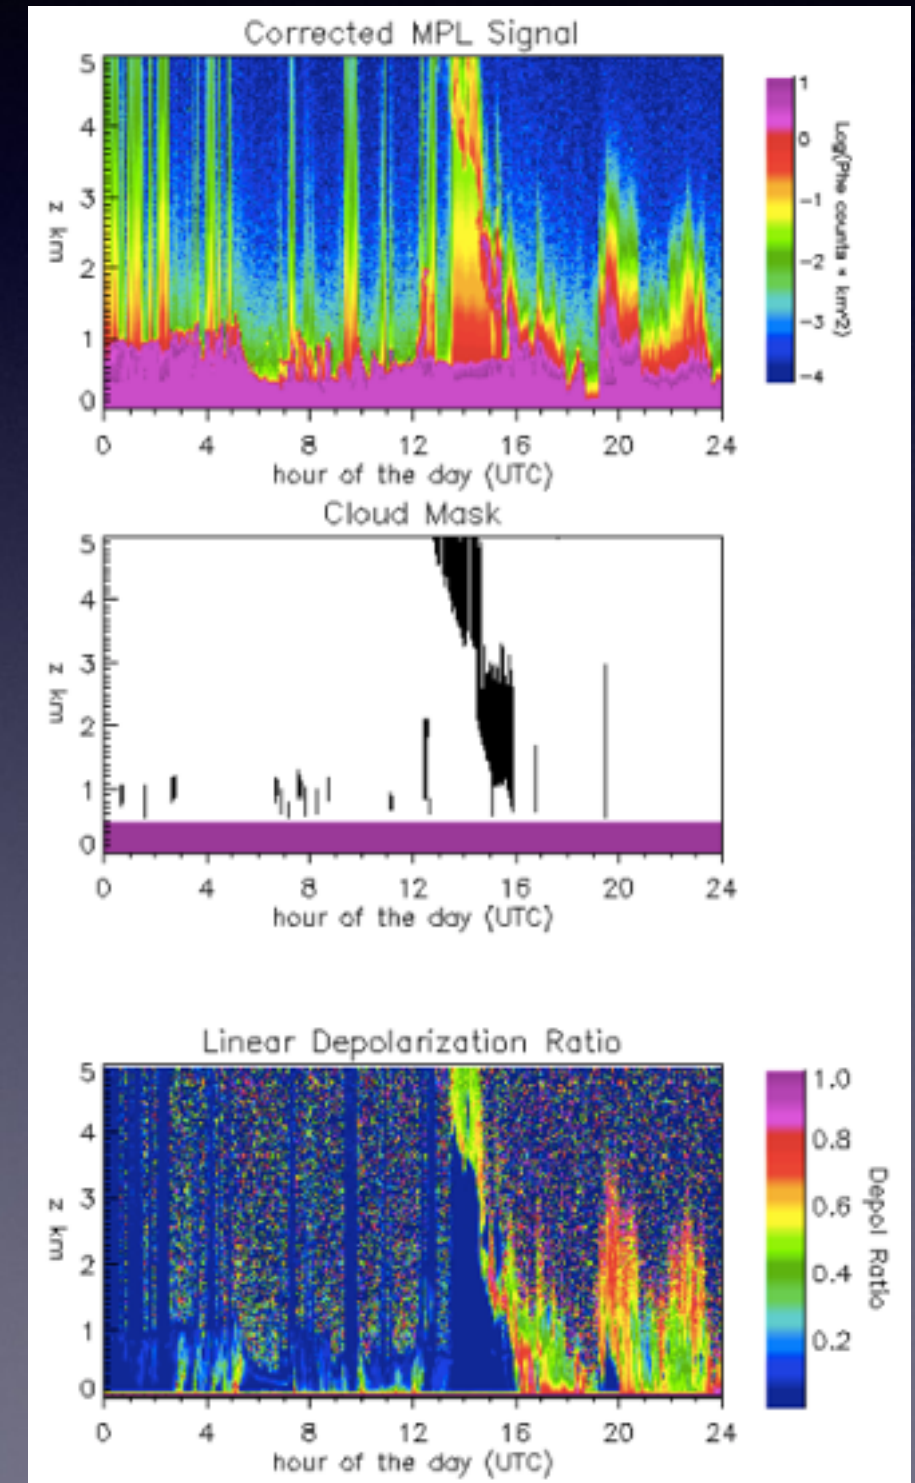 Corrected MPL Signal
5
4
3
2
1
0
z km
0 4 8 12 16 20 24
hour of the day (UTC)
1
0
-1
-2
-3
-4
Log(Phe counts * km^2)
Cloud Mask
5
4
3
2
1
0
z km
0 4 8 12 16 20 24
hour of the day (UTC)
Linear Depolarization Ratio
5
4
3
2
1
0
z km
0 4 8 12 16 20 24
hour of the day (UTC)
1.0
0.8
0.6
0.4
0.2
Depol Ratio